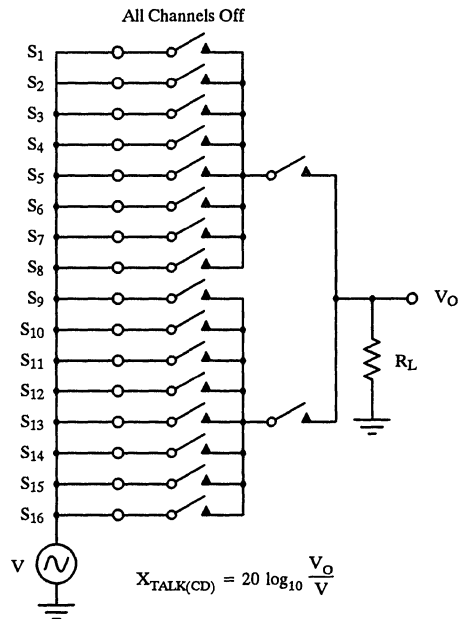 All Channels Off
S1
S2
S3
S4
S5
S6
S7
S8
S9
S10
S11
S12
S13
S14
S15
S16
VO
RL
V
XTALK(CD) = 20 log10 VO/V